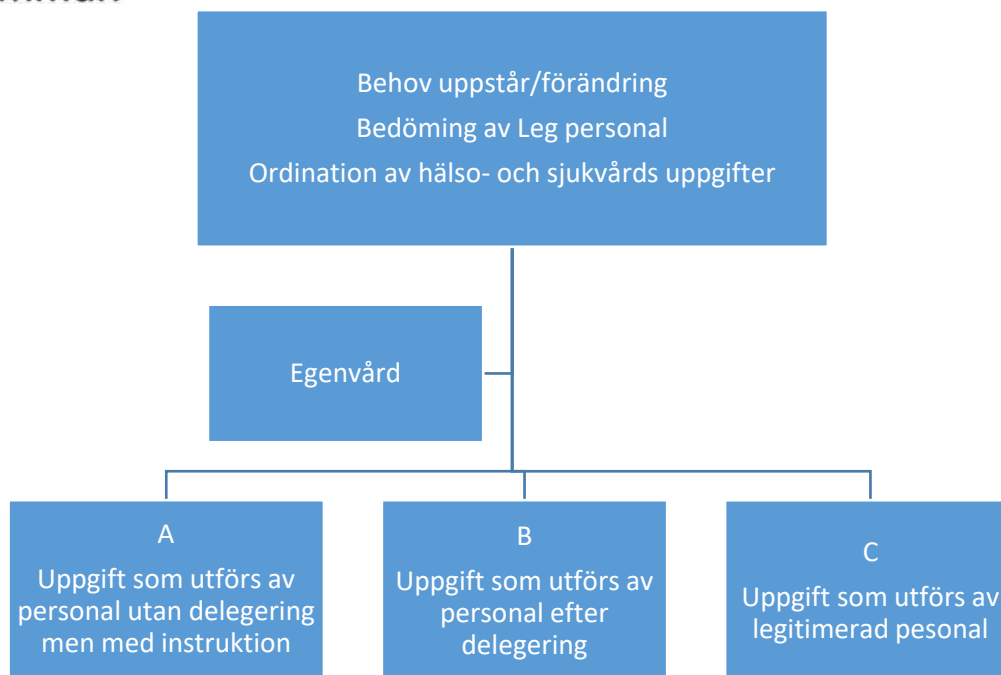 Behov uppstår/förändring
Bedöming av Leg personal
Ordination av hälso- och sjukvårds uppgifter
Egenvård
A
Uppgift som utförs av
personal utan delegering
men med instruktion
B
Uppgift som utförs av
personal efter
delegering
C
Uppgift som utförs av
legitimerad pesonal